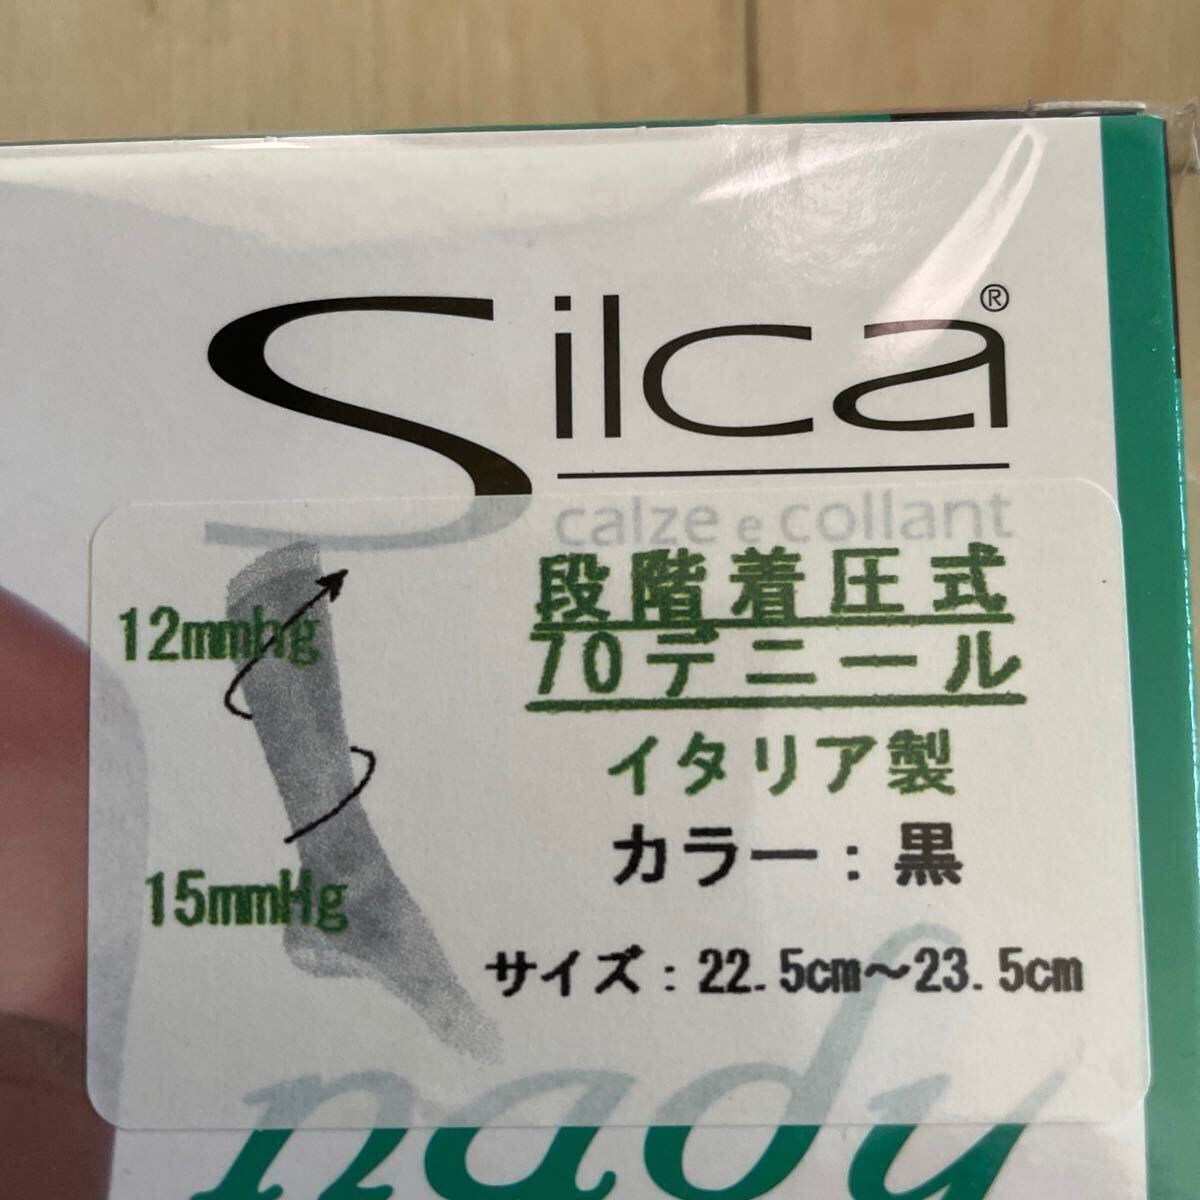 Silca®
calze e collant
段階着圧式
70デニール
12mmhg
イタリア製
カラー：黒
15mmHg
サイズ：22.5cm～23.5cm
nady